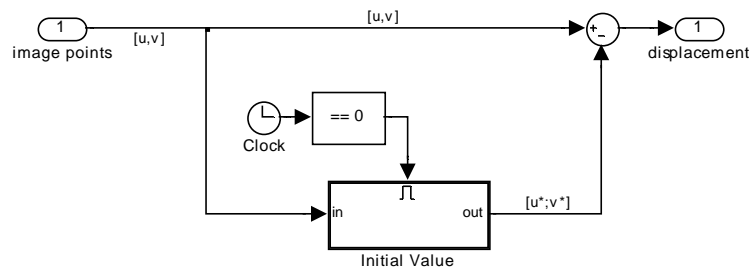 1
image points
[u,v]
[u,v]
+
-
1
displacement
Clock
== 0
in
out
[u*;v*]
Initial Value